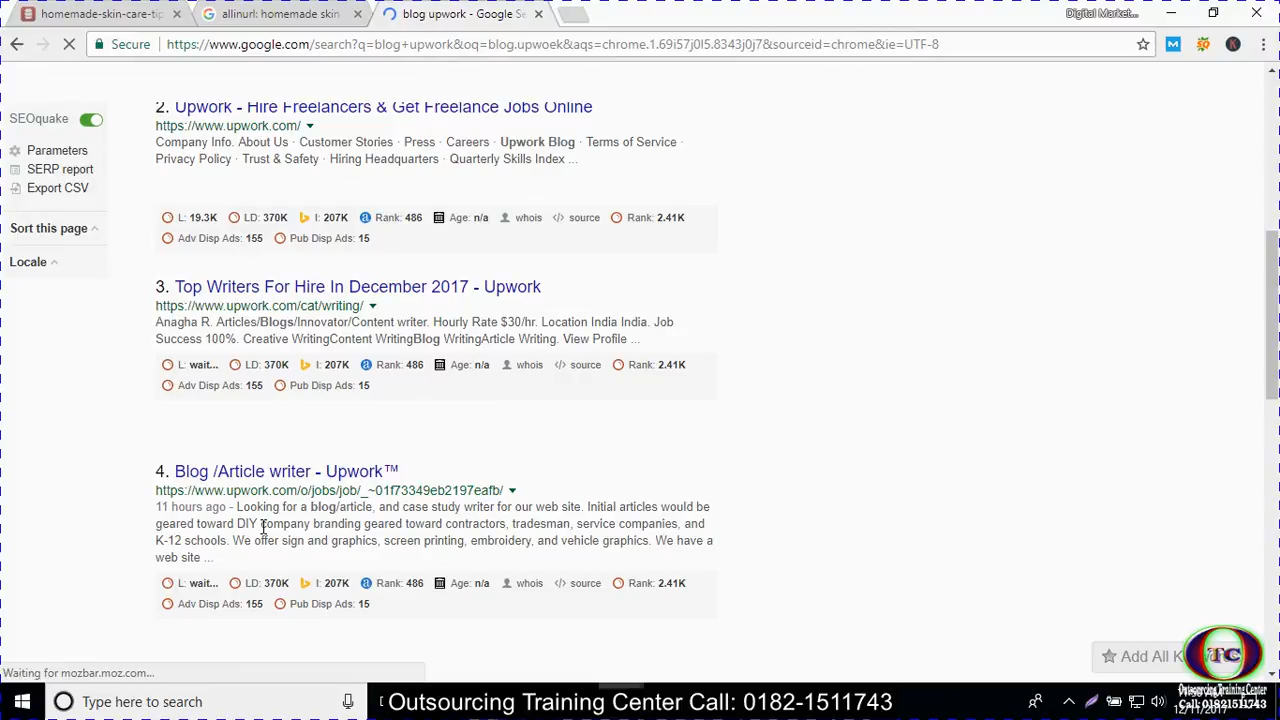 homemade-skin-care-tip
allinurl: homemade skin
blog upwork - Google Se
Digital Market...
Secure
https://www.google.com/search?q=blog+upwork&oq=blog.upwoek&aqs=chrome.1.69i57j0l5.8343j0j7&sourceid=chrome&ie=UTF-8
SEOquake
Parameters
SERP report
Export CSV
Sort this page
Locale
2. Upwork - Hire Freelancers & Get Freelance Jobs Online
https://www.upwork.com/
Company Info. About Us · Customer Stories · Press · Careers · Upwork Blog · Terms of Service ·
Privacy Policy · Trust & Safety · Hiring Headquarters · Quarterly Skills Index ...
L: 19.3K LD: 370K I: 207K Rank: 486 Age: n/a whois source Rank: 2.41K
Adv Disp Ads: 155 Pub Disp Ads: 15
3. Top Writers For Hire In December 2017 - Upwork
https://www.upwork.com/cat/writing/
Anagha R. Articles/Blogs/Innovator/Content writer. Hourly Rate $30/hr. Location India India. Job
Success 100%. Creative WritingContent WritingBlog WritingArticle Writing. View Profile ...
L: wait... LD: 370K I: 207K Rank: 486 Age: n/a whois source Rank: 2.41K
Adv Disp Ads: 155 Pub Disp Ads: 15
4. Blog /Article writer - Upwork™
https://www.upwork.com/o/jobs/job/_~01f73349eb2197eafb/
11 hours ago - Looking for a blog/article, and case study writer for our web site. Initial articles would be
geared toward DIY company branding geared toward contractors, tradesman, service companies, and
K-12 schools. We offer sign and graphics, screen printing, embroidery, and vehicle graphics. We have a
web site ...
L: wait... LD: 370K I: 207K Rank: 486 Age: n/a whois source Rank: 2.41K
Adv Disp Ads: 155 Pub Disp Ads: 15
Add All
Waiting for mozbar.moz.com...
OTC
Outsourcing Training Center
Call: 01821511743
Type here to search
Outsourcing Training Center Call: 0182-1511743